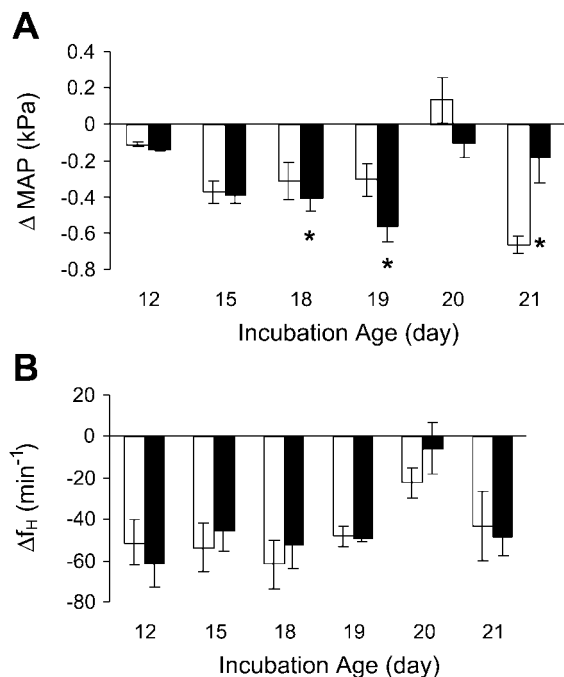 A
0.4
0.2
0
-0.2
-0.4
-0.6
-0.8
Δ MAP (kPa)
* * *
12 15 18 19 20 21
Incubation Age (day)
B
20
0
-20
-40
-60
-80
Δf_H (min⁻¹)
12 15 18 19 20 21
Incubation Age (day)